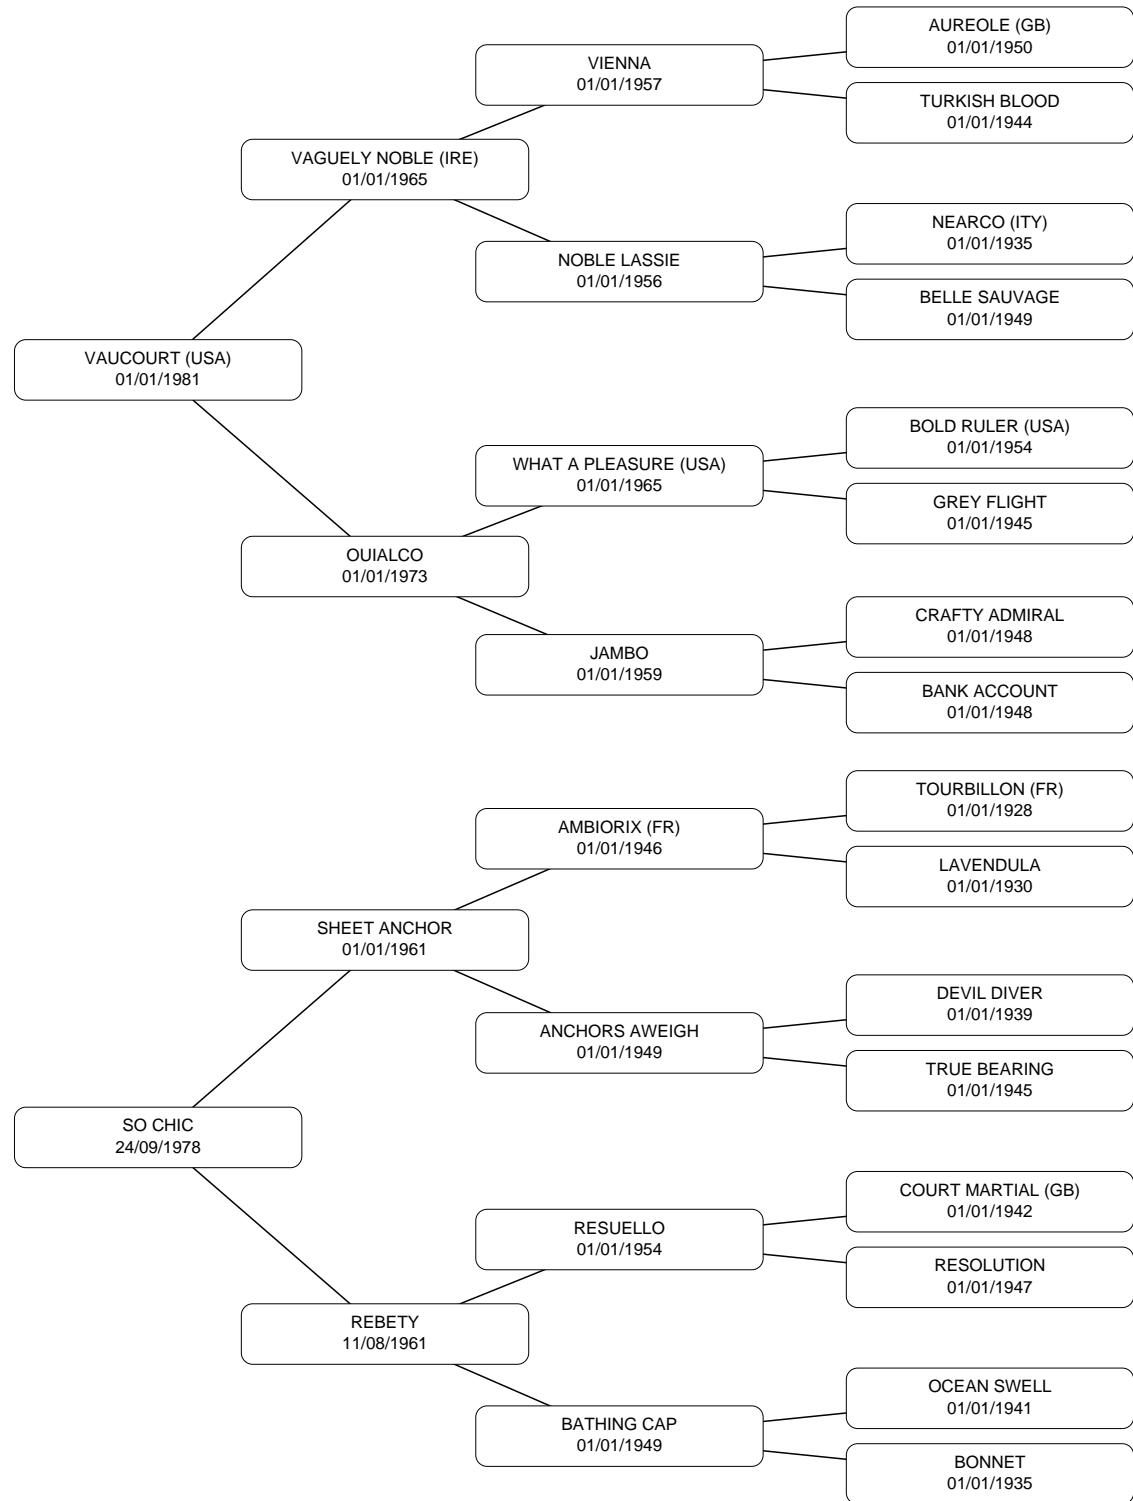 AUREOLE (GB)
01/01/1950
VIENNA
01/01/1957
TURKISH BLOOD
01/01/1944
VAGUELY NOBLE (IRE)
01/01/1965
NEARCO (ITY)
01/01/1935
NOBLE LASSIE
01/01/1956
BELLE SAUVAGE
01/01/1949
VAUCOURT (USA)
01/01/1981
BOLD RULER (USA)
01/01/1954
WHAT A PLEASURE (USA)
01/01/1965
GREY FLIGHT
01/01/1945
OUIALCO
01/01/1973
CRAFTY ADMIRAL
01/01/1948
JAMBO
01/01/1959
BANK ACCOUNT
01/01/1948
TOURBILLON (FR)
01/01/1928
AMBIORIX (FR)
01/01/1946
LAVENDULA
01/01/1930
SHEET ANCHOR
01/01/1961
DEVIL DIVER
01/01/1939
ANCHORS AWEIGH
01/01/1949
TRUE BEARING
01/01/1945
SO CHIC
24/09/1978
COURT MARTIAL (GB)
01/01/1942
RESUELLO
01/01/1954
RESOLUTION
01/01/1947
REBETY
11/08/1961
OCEAN SWELL
01/01/1941
BATHING CAP
01/01/1949
BONNET
01/01/1935